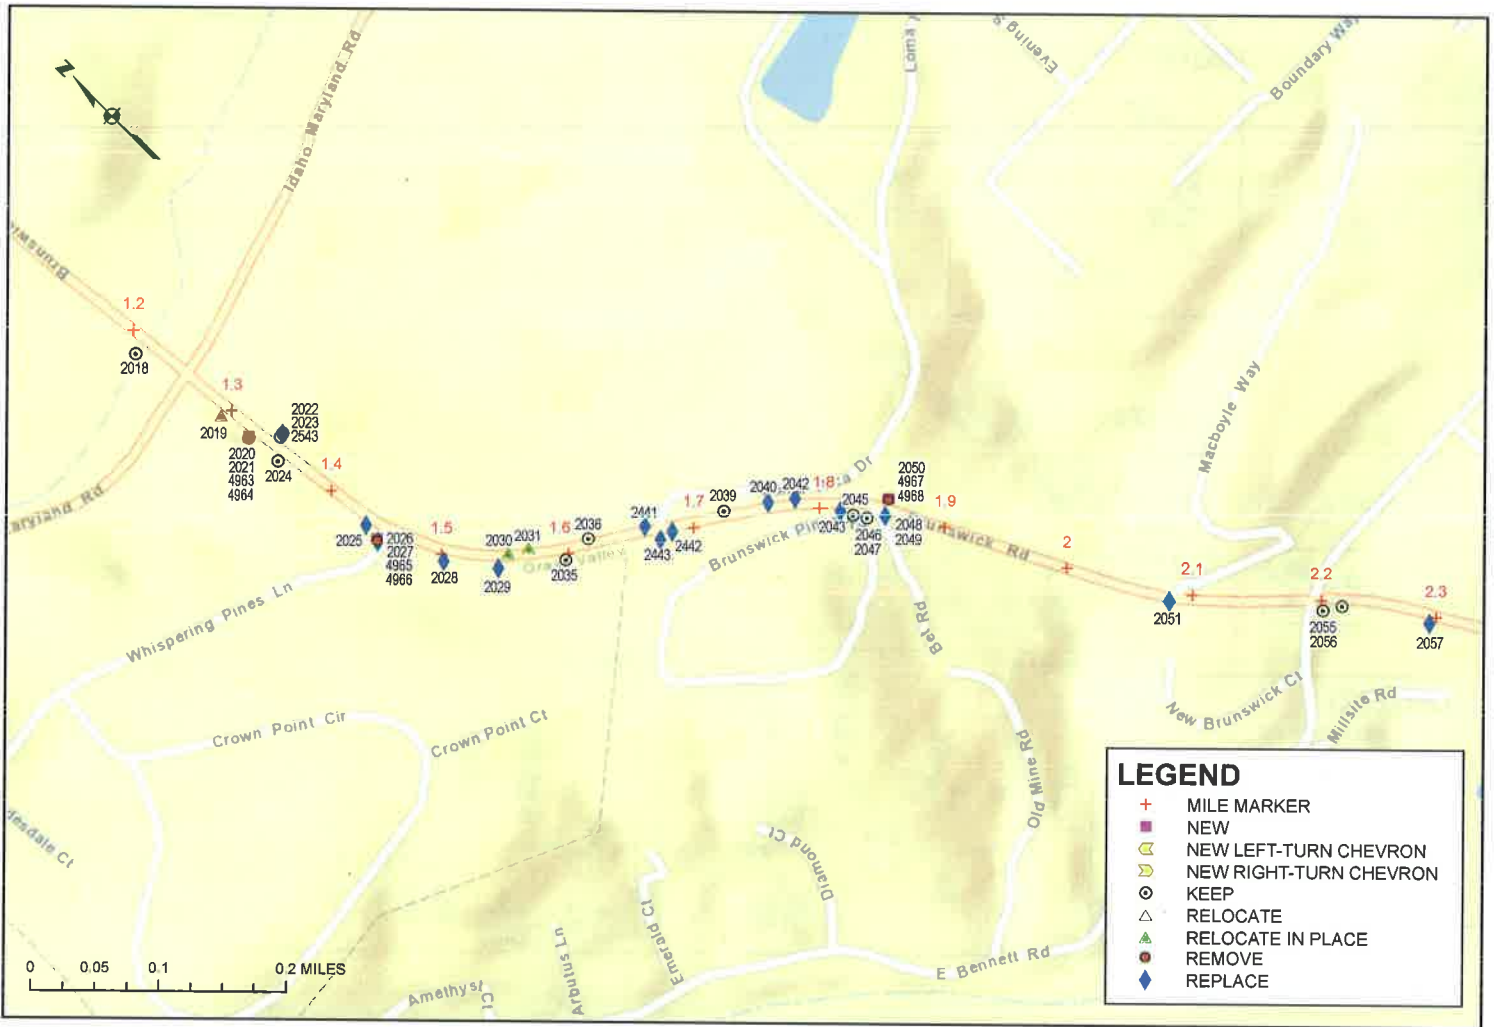 N
Idaho Maryland Rd
Loma
Evening S
Boundary Way
Brunswic
1.2
2018
1.3
2019
2022
2023
2543
2020
2021
4963
4964
2024
1.4
aryland Rd
2025
2026
2027
4965
4966
1.5
2028
2030
2031
2029
1.6
2036
2035
Grass Valley
2441
2443
2442
1.7
2039
2040
2042
1.8
a Dr
2043
2045
2046
2047
2050
4967
4968
2048
2049
1.9
Brunswick Rd
Brunswick Pines
2
2.1
2051
2.2
2055
2056
2.3
2057
Macboyle Way
Whispering Pines Ln
Crown Point Cir
Crown Point Ct
Bet Rd
Old Mine Rd
New Brunswick Ct
Millsite Rd
desdale Ct
Diamond Ct
Emerald Ct
Arbutus Ln
Amethyst Ct
E Bennett Rd
0 0.05 0.1 0.2 MILES
LEGEND
MILE MARKER
NEW
NEW LEFT-TURN CHEVRON
NEW RIGHT-TURN CHEVRON
KEEP
RELOCATE
RELOCATE IN PLACE
REMOVE
REPLACE